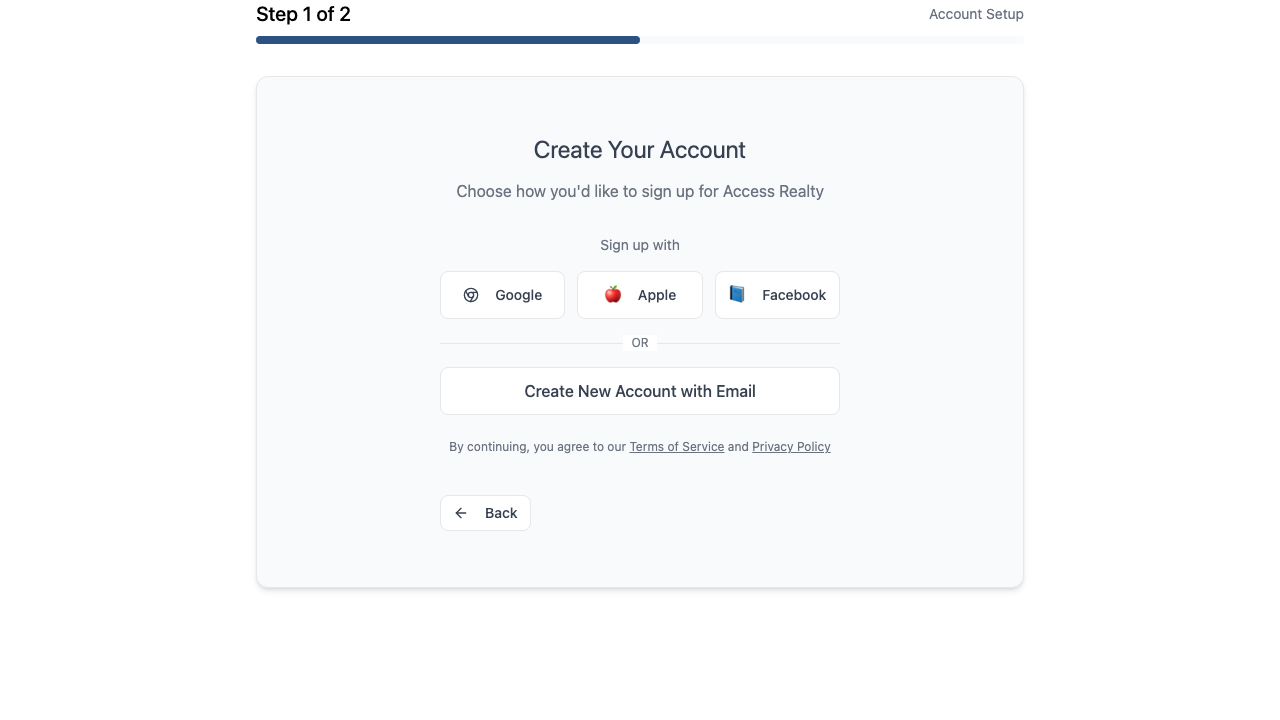 Step 1 of 2
Account Setup
Create Your Account
Choose how you'd like to sign up for Access Realty
Sign up with
Google
Apple
Facebook
OR
Create New Account with Email
By continuing, you agree to our Terms of Service and Privacy Policy
Back